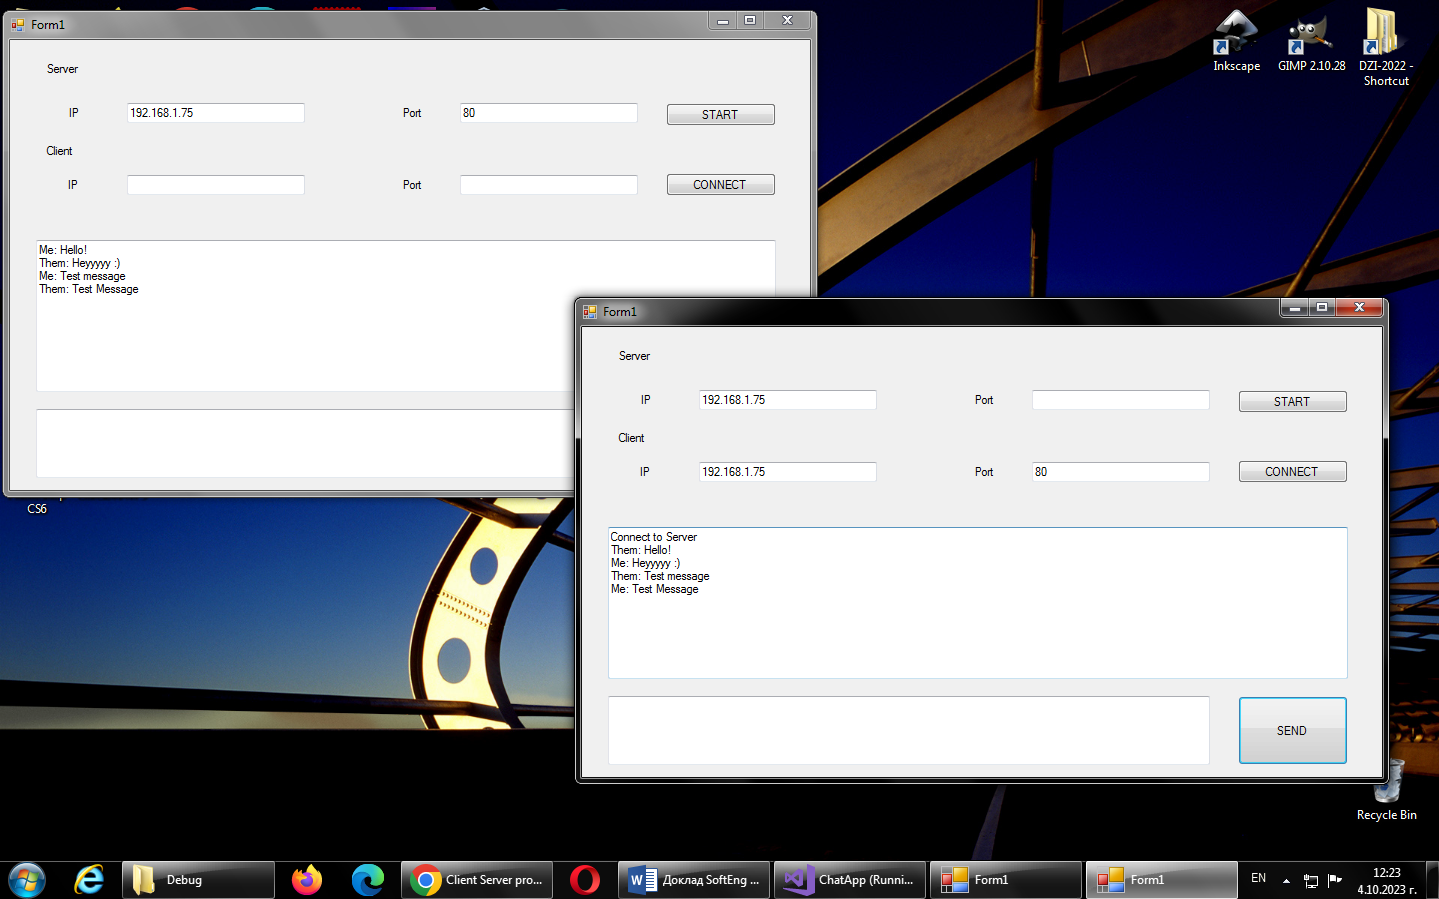 Form1
Server
IP 192.168.1.75 Port 80 START
Client
IP Port CONNECT
Me: Hello!
Them: Heyyyyy :)
Me: Test message
Them: Test Message
Form1
Server
IP 192.168.1.75 Port START
Client
IP 192.168.1.75 Port 80 CONNECT
Connect to Server
Them: Hello!
Me: Heyyyyy :)
Them: Test message
Me: Test Message
SEND
Inkscape
GIMP 2.10.28
DZI-2022 -
Shortcut
CS6
Recycle Bin
Debug
Client Server pro...
Доклад SoftEng ...
ChatApp (Runni...
Form1
Form1
EN
12:23
4.10.2023 г.